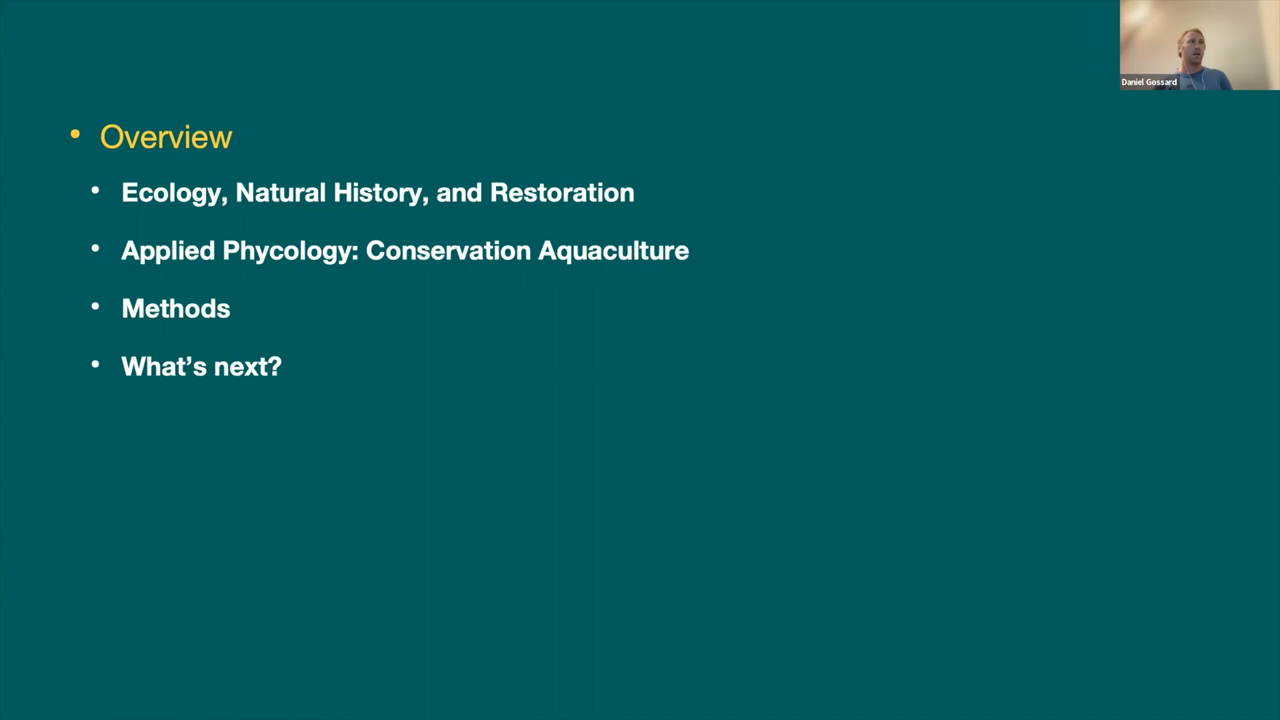 Daniel Gossard
• Overview
• Ecology, Natural History, and Restoration
• Applied Phycology: Conservation Aquaculture
• Methods
• What’s next?